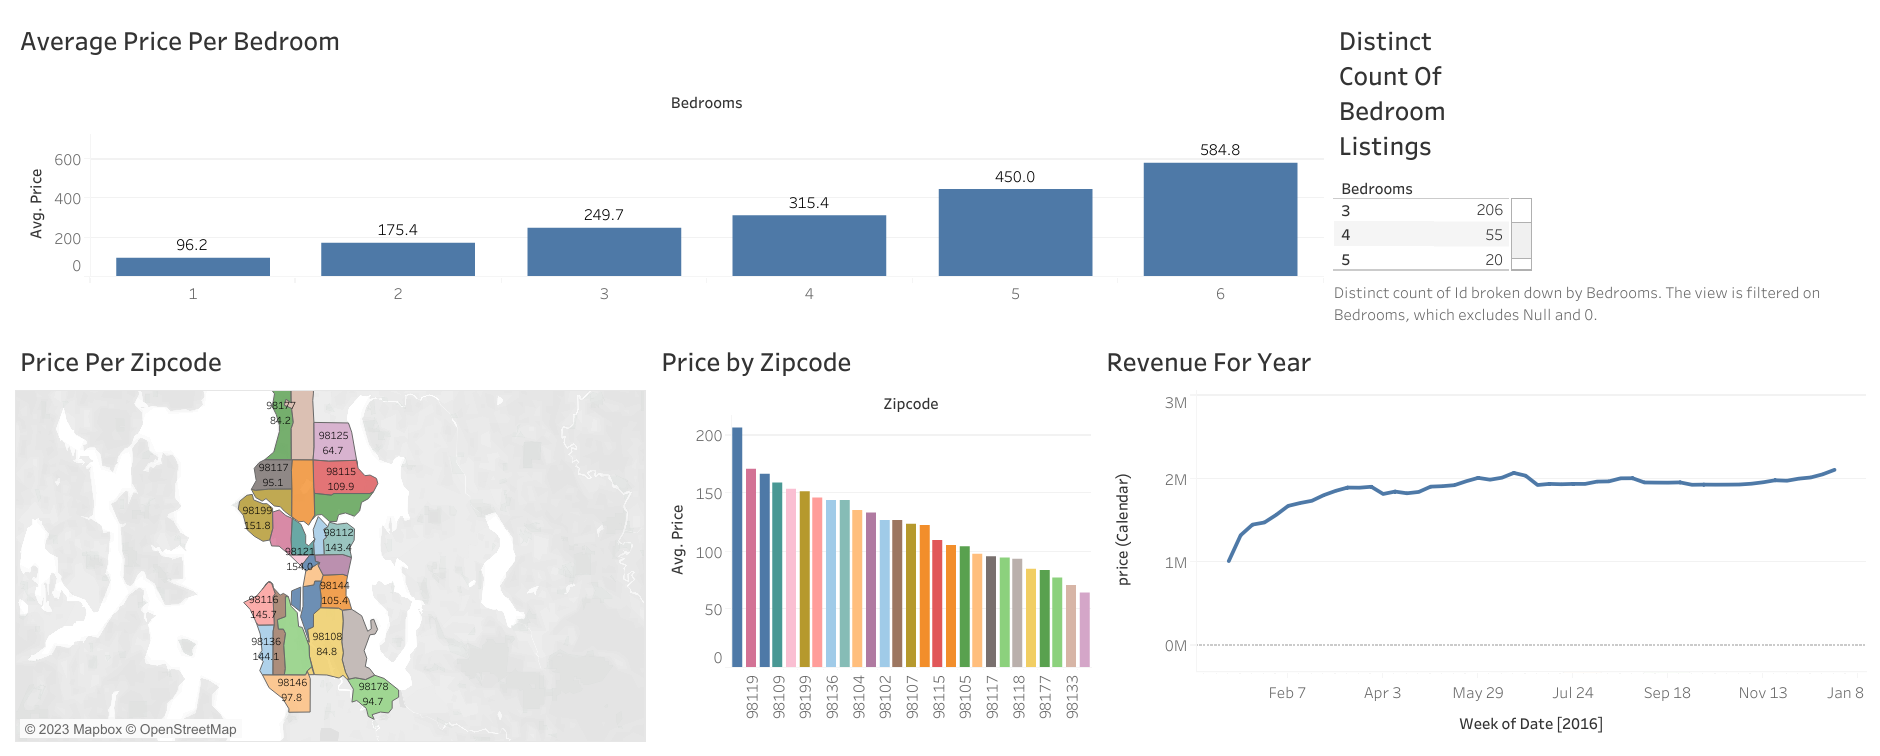 Average Price Per Bedroom
Bedrooms
Avg. Price
600
400
200
0
96.2
175.4
249.7
315.4
450.0
584.8
1
2
3
4
5
6
Distinct
Count Of
Bedroom
Listings
Bedrooms
3 206
4 55
5 20
Distinct count of Id broken down by Bedrooms. The view is filtered on
Bedrooms, which excludes Null and 0.
Price Per Zipcode
98177
84.2
98125
64.7
98117
95.1
98115
109.9
98199
151.8
98112
143.4
98121
154.0
98144
105.4
98116
145.7
98108
84.8
98136
144.1
98146
97.8
98178
94.7
© 2023 Mapbox © OpenStreetMap
Price by Zipcode
Zipcode
Avg. Price
200
150
100
50
0
98119
98109
98199
98136
98104
98102
98107
98115
98105
98117
98118
98177
98133
Revenue For Year
price (Calendar)
3M
2M
1M
0M
Feb 7
Apr 3
May 29
Jul 24
Sep 18
Nov 13
Jan 8
Week of Date [2016]